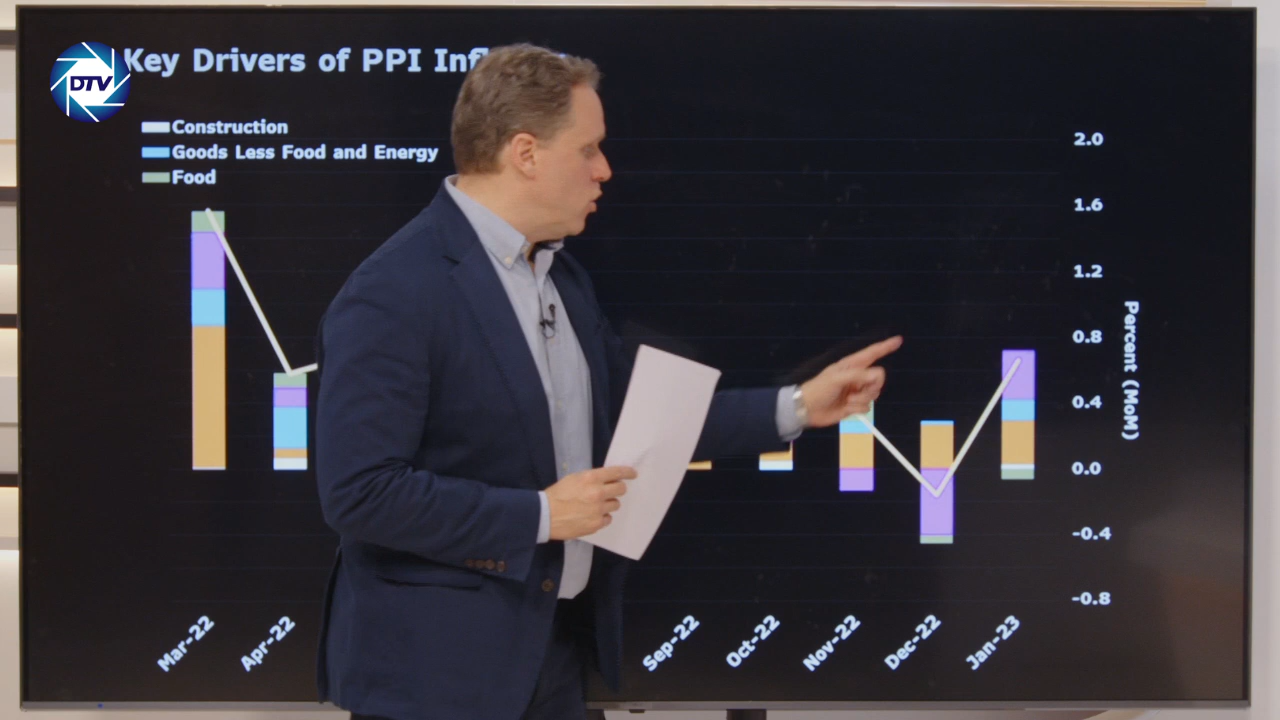 DTV
Key Drivers of PPI
Construction
Goods Less Food and Energy
Food
2.0
1.6
1.2
0.8
0.4
0.0
-0.4
-0.8
Percent (MoM)
Mar-22
Apr-22
Sep-22
Oct-22
Nov-22
Dec-22
Jan-23